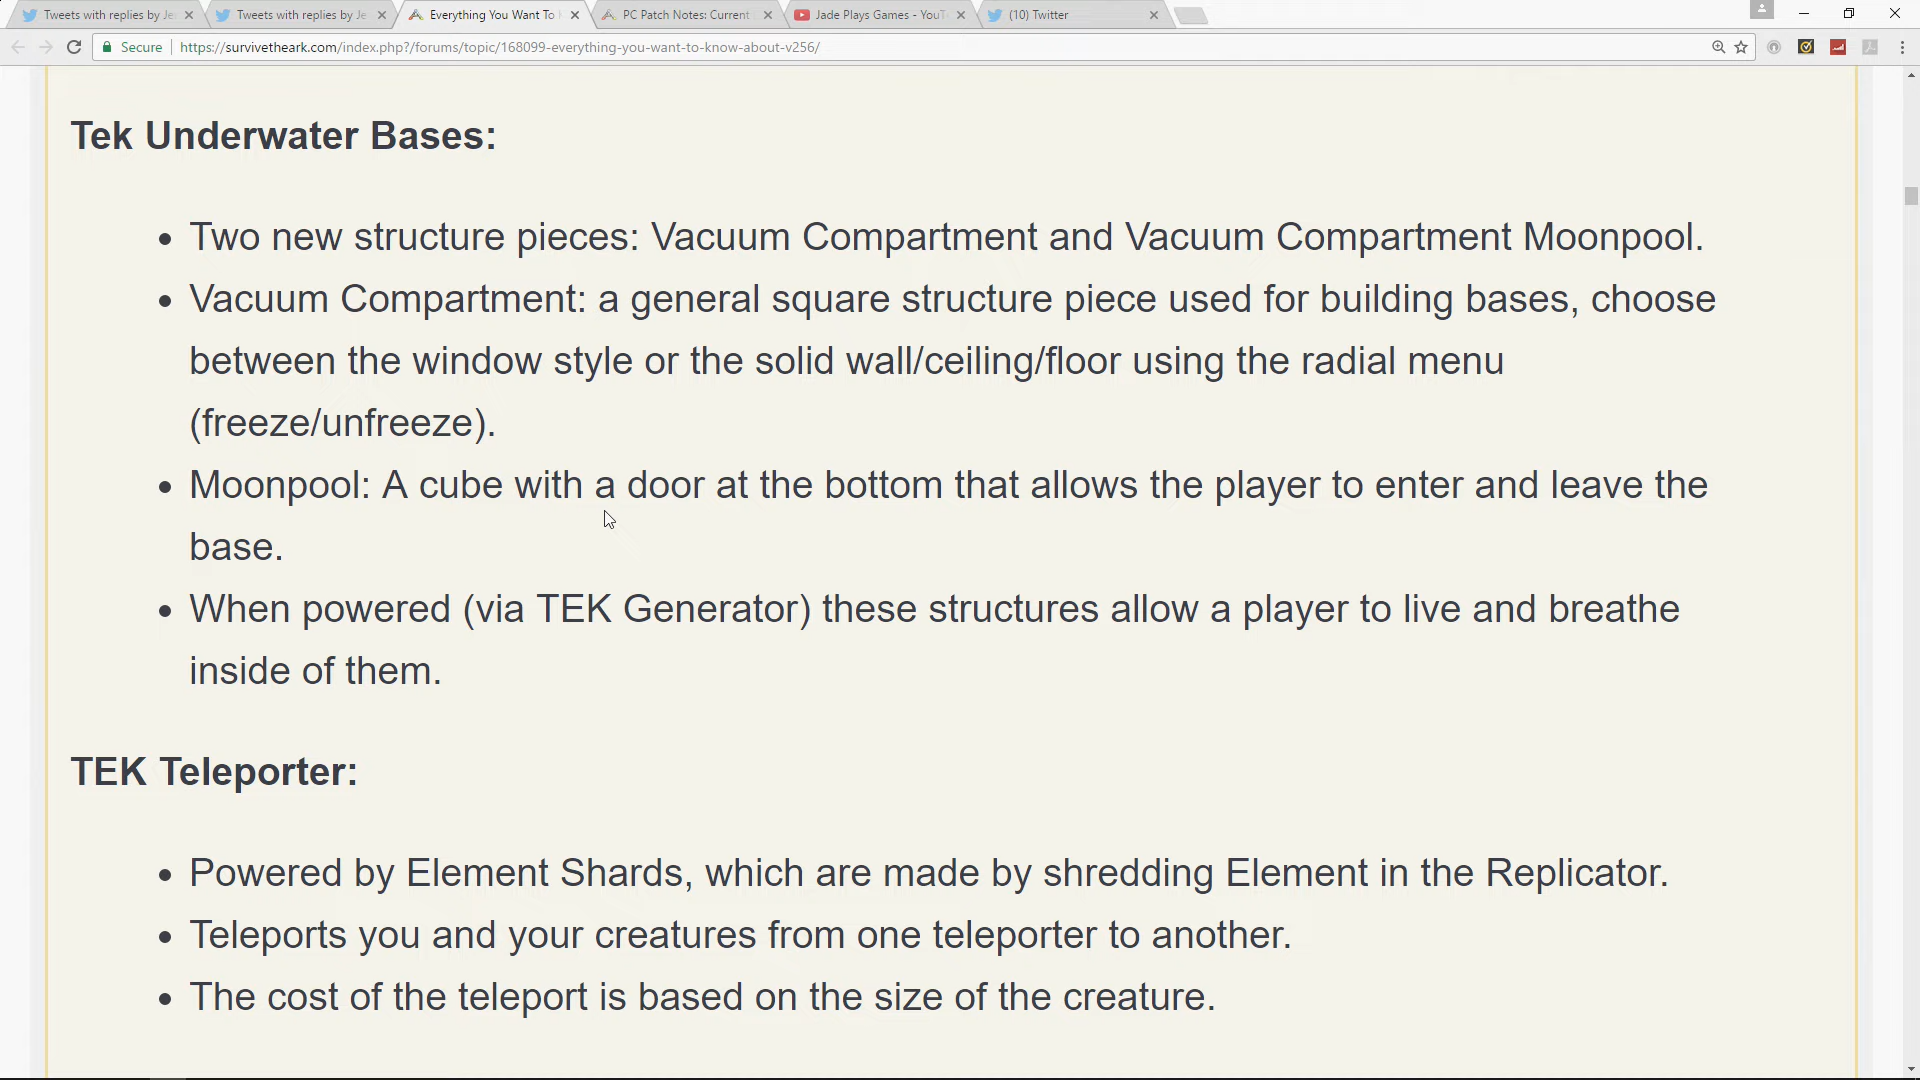 Tweets with replies by Je
Tweets with replies by Je
Everything You Want To
PC Patch Notes: Current
Jade Plays Games - YouT
(10) Twitter
Secure
https://survivetheark.com/index.php?/forums/topic/168099-everything-you-want-to-know-about-v256/
Tek Underwater Bases:
• Two new structure pieces: Vacuum Compartment and Vacuum Compartment Moonpool.
• Vacuum Compartment: a general square structure piece used for building bases, choose
between the window style or the solid wall/ceiling/floor using the radial menu
(freeze/unfreeze).
• Moonpool: A cube with a door at the bottom that allows the player to enter and leave the
base.
• When powered (via TEK Generator) these structures allow a player to live and breathe
inside of them.
TEK Teleporter:
• Powered by Element Shards, which are made by shredding Element in the Replicator.
• Teleports you and your creatures from one teleporter to another.
• The cost of the teleport is based on the size of the creature.